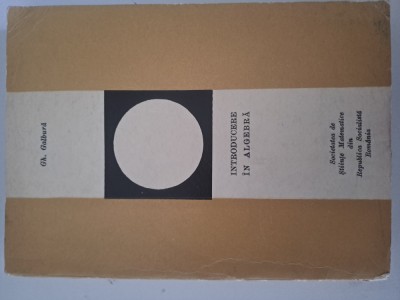 Gh. Galbură
INTRODUCERE
ÎN ALGEBRĂ
Societatea de
Științe Matematice
din
Republica Socialistă
România